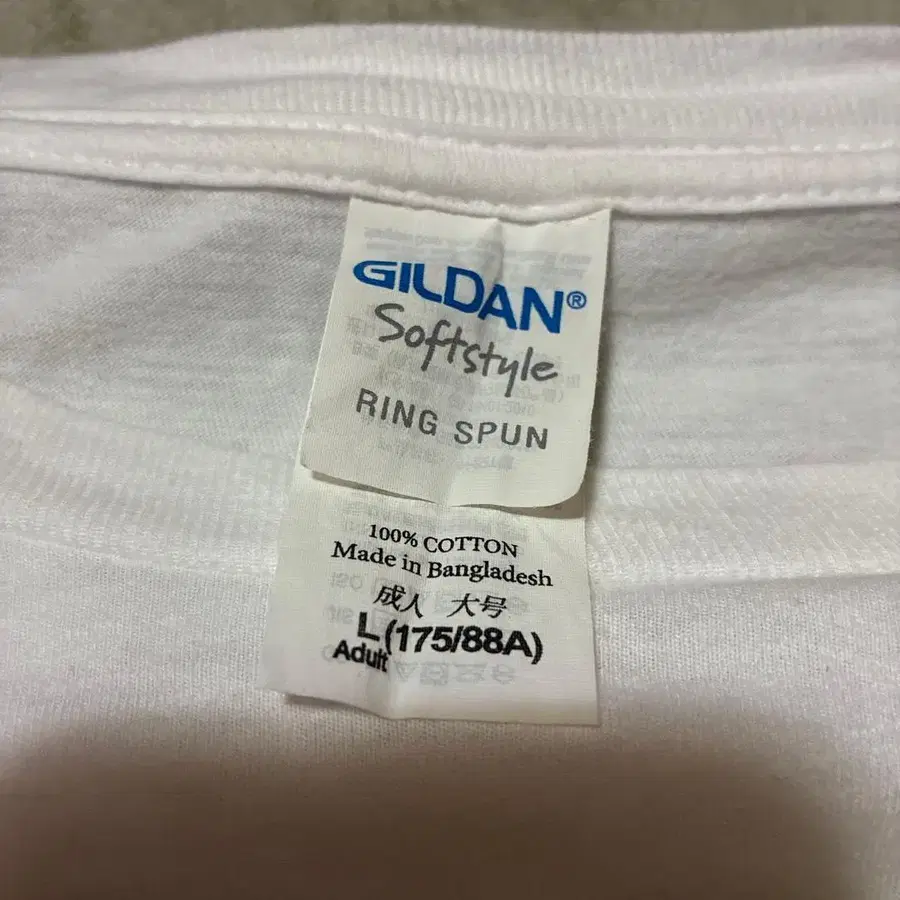 GILDAN®
Softstyle
RING SPUN
100% COTTON
Made in Bangladesh
成人 大号
L (175/88A)
Adult